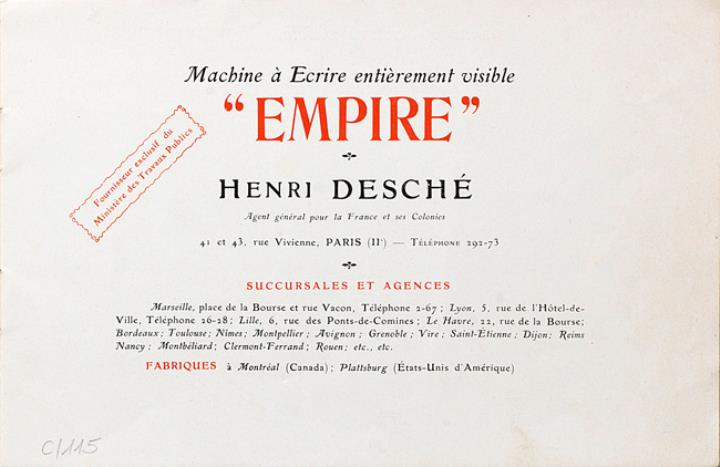 Machine à Ecrire entièrement visible
“EMPIRE”
Fournisseur exclusif du
Ministère des Travaux Publics
HENRI DESCHÉ
Agent général pour la France et ses Colonies
41 et 43, rue Vivienne, PARIS (IIᵉ) — TÉLÉPHONE 292-73
SUCCURSALES ET AGENCES
Marseille, place de la Bourse et rue Vacon, Téléphone 2-67; Lyon, 5, rue de l'Hôtel-de-
Ville, Téléphone 26-28; Lille, 6, rue des Ponts-de-Comines; Le Havre, 22, rue de la Bourse;
Bordeaux; Toulouse; Nîmes; Montpellier; Avignon; Grenoble; Vire; Saint-Étienne; Dijon; Reims
Nancy; Montbéliard; Clermont-Ferrand; Rouen; etc., etc.
FABRIQUES à Montréal (Canada); Plattsburg (États-Unis d'Amérique)
C/115